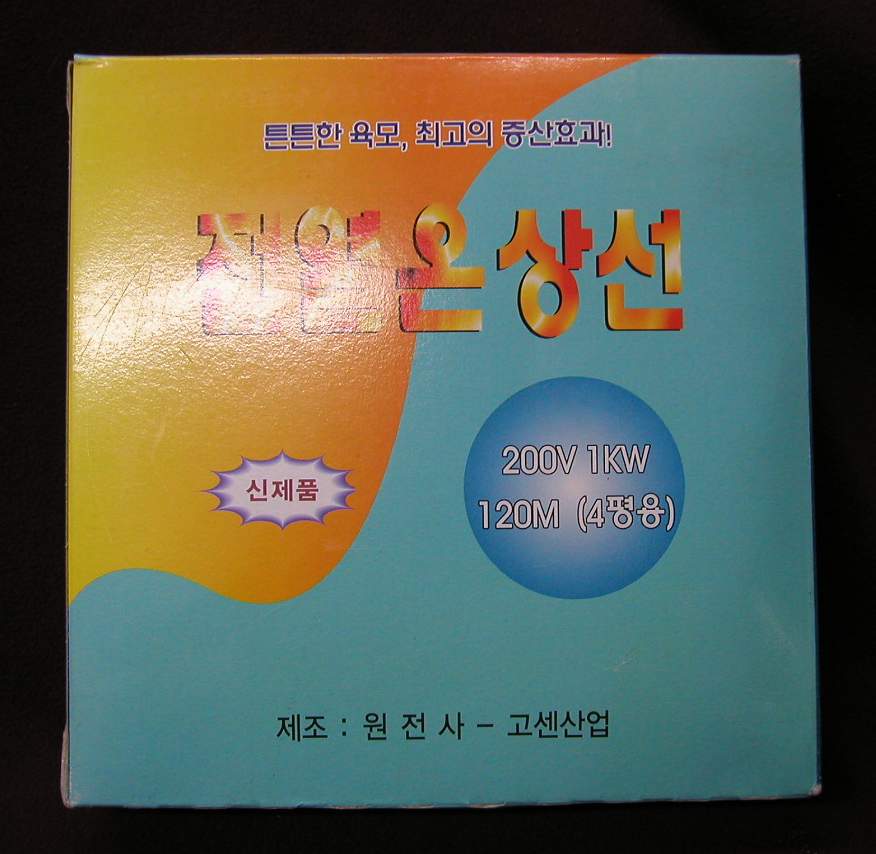 튼튼한 육모, 최고의 증산효과!
전열온상선
신제품
200V 1KW
120M (4평용)
제조 : 원 전 사 - 고센산업